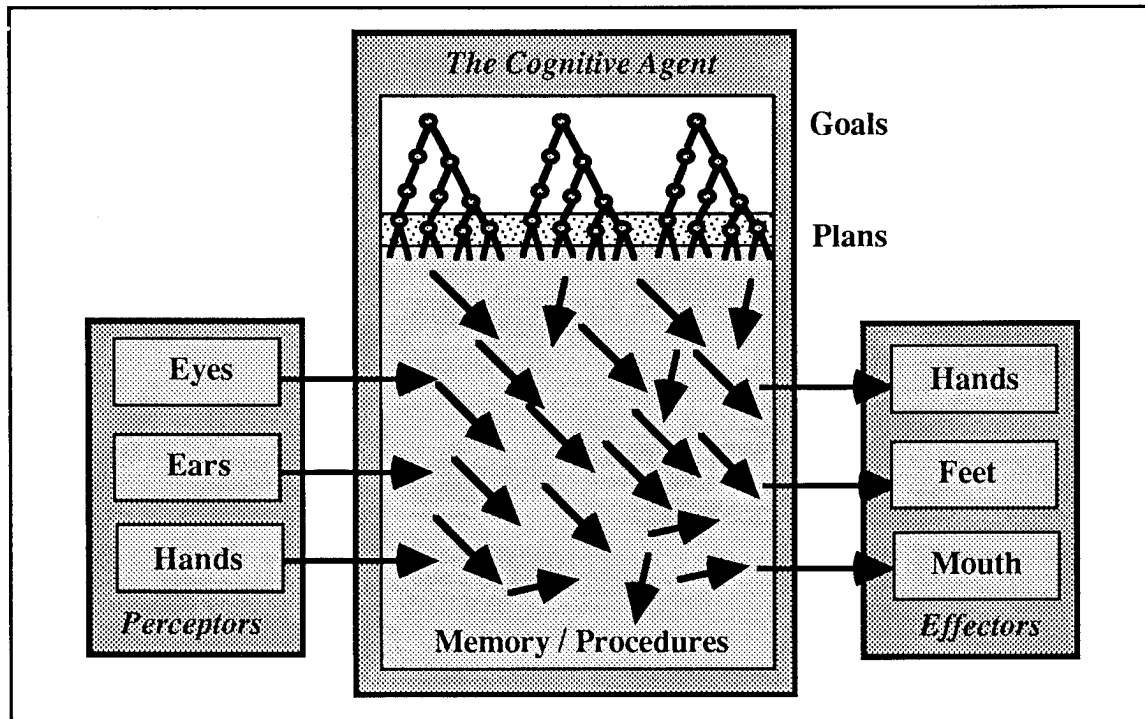 The Cognitive Agent
Goals
Plans
Eyes
Ears
Hands
Perceptors
Memory / Procedures
Hands
Feet
Mouth
Effectors